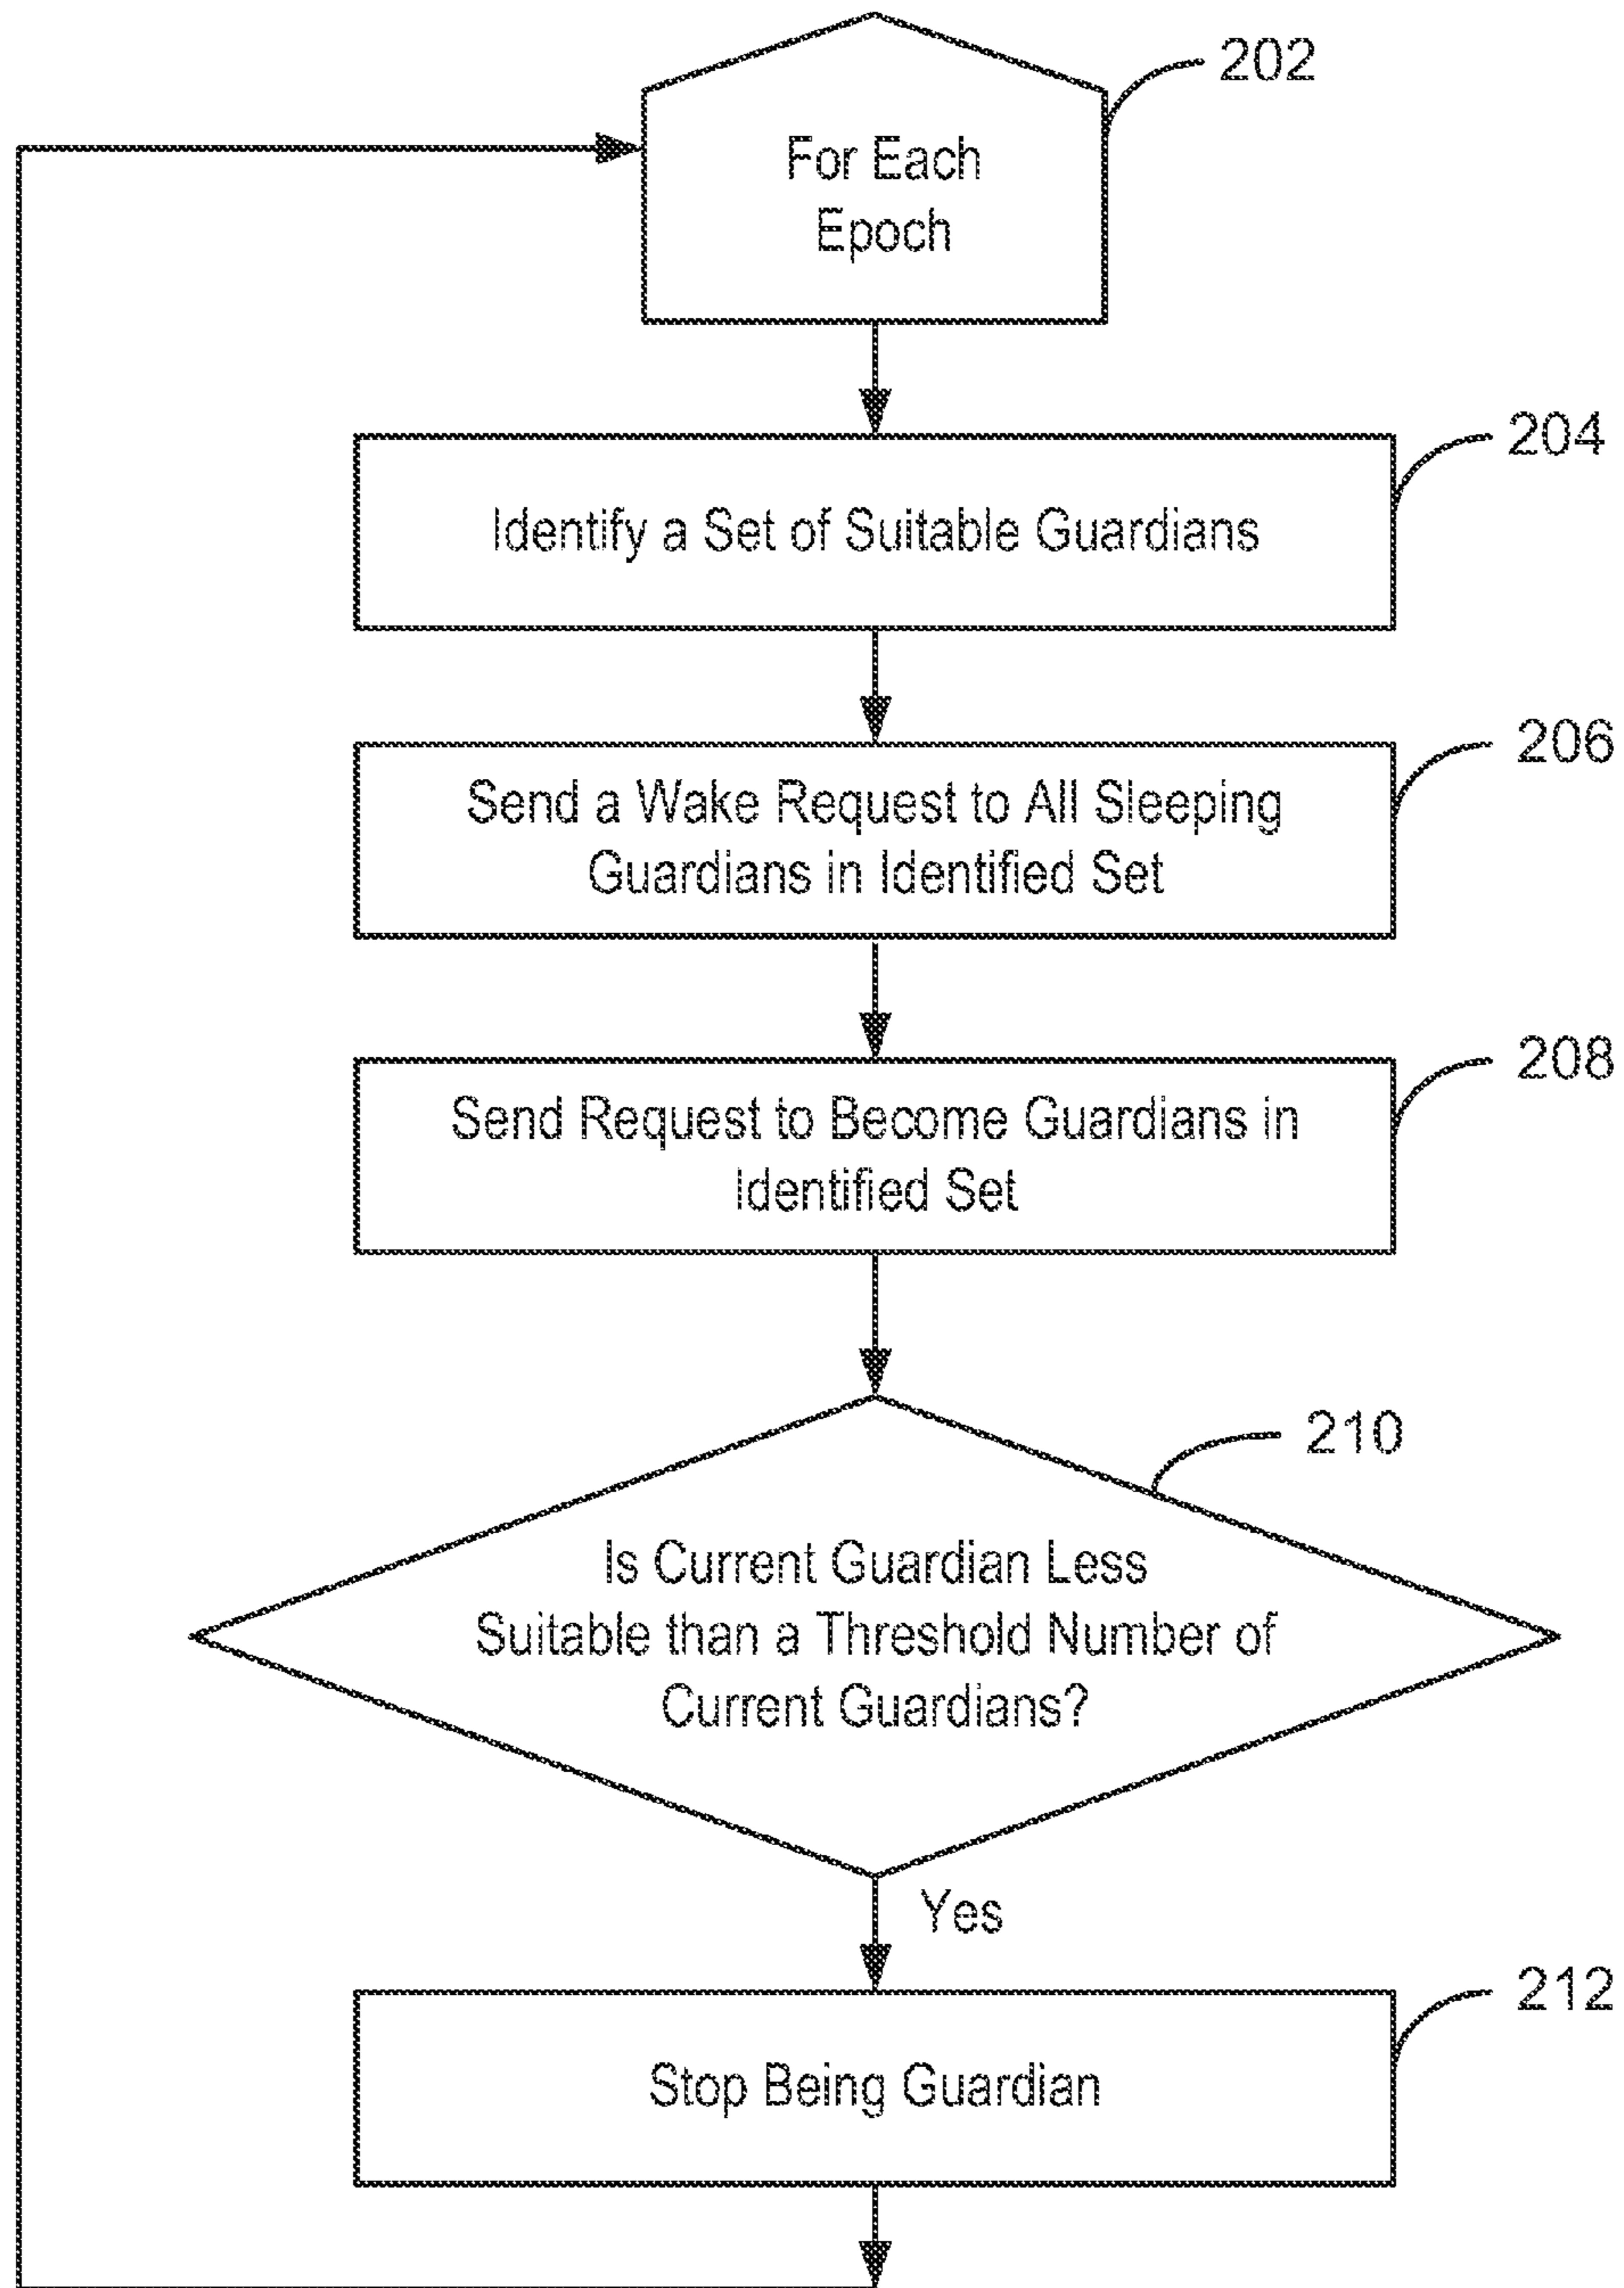 202
For Each
Epoch
204
Identify a Set of Suitable Guardians
206
Send a Wake Request to All Sleeping
Guardians in Identified Set
208
Send Request to Become Guardians in
Identified Set
210
Is Current Guardian Less
Suitable than a Threshold Number of
Current Guardians?
Yes
212
Stop Being Guardian